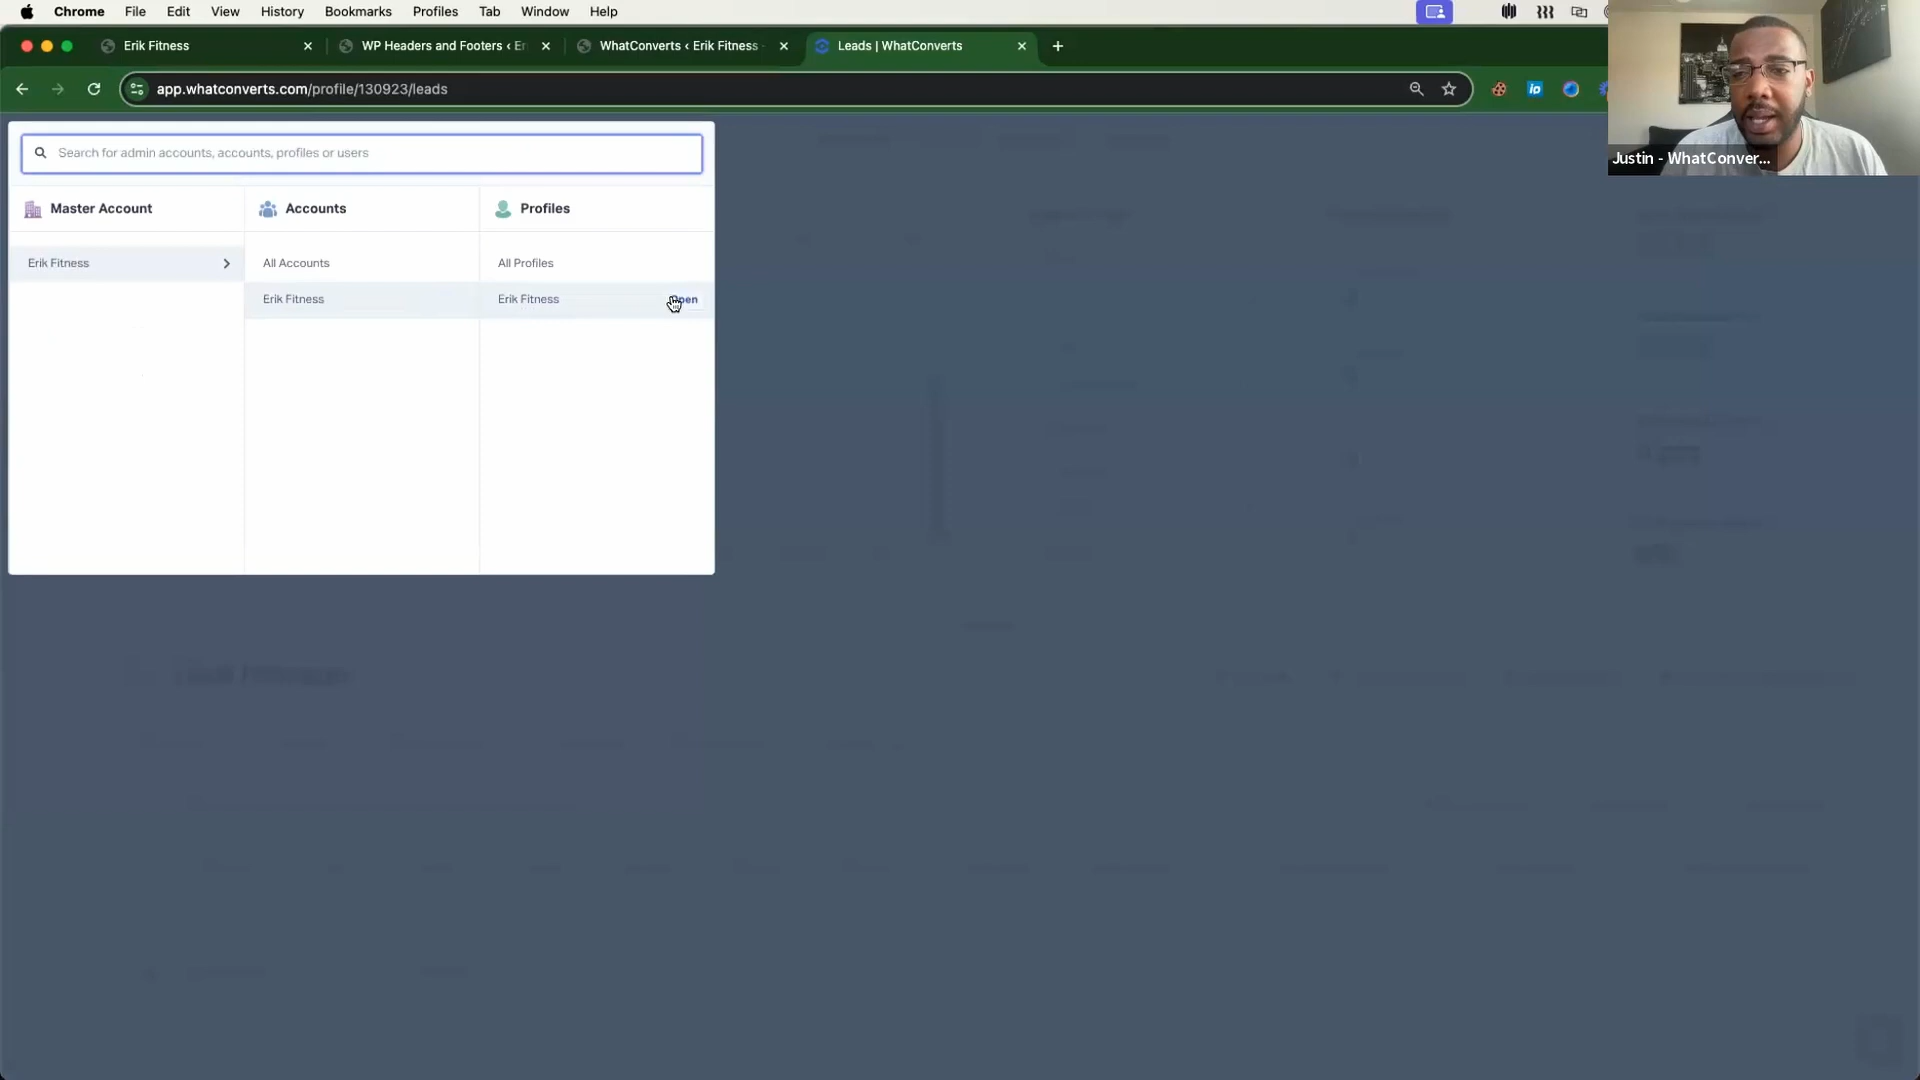 Chrome File Edit View History Bookmarks Profiles Tab Window Help
Erik Fitness
WP Headers and Footers ‹ Er
WhatConverts ‹ Erik Fitness
Leads | WhatConverts
app.whatconverts.com/profile/130923/leads
Justin - WhatConver...
Search for admin accounts, accounts, profiles or users
Master Account Accounts Profiles
Erik Fitness All Accounts All Profiles
Erik Fitness Erik Fitness